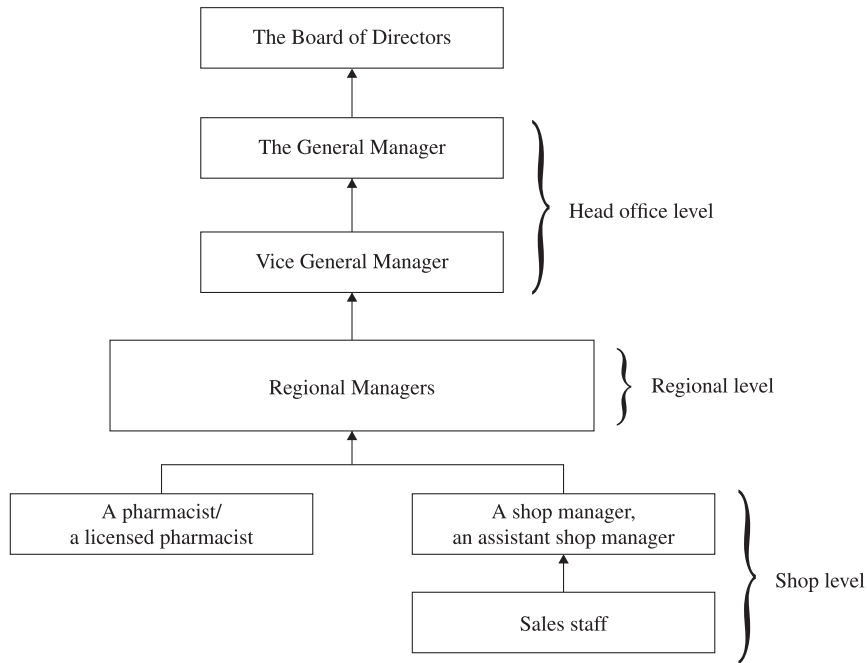 The Board of Directors
The General Manager
Head office level
Vice General Manager
Regional Managers
Regional level
A pharmacist/
a licensed pharmacist
A shop manager,
an assistant shop manager
Shop level
Sales staff